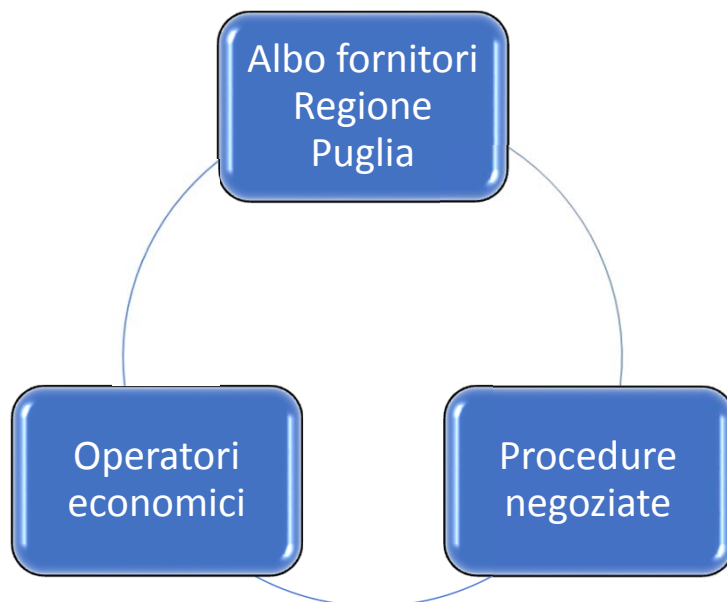 Albo fornitori
Regione
Puglia
Operatori
economici
Procedure
negoziate